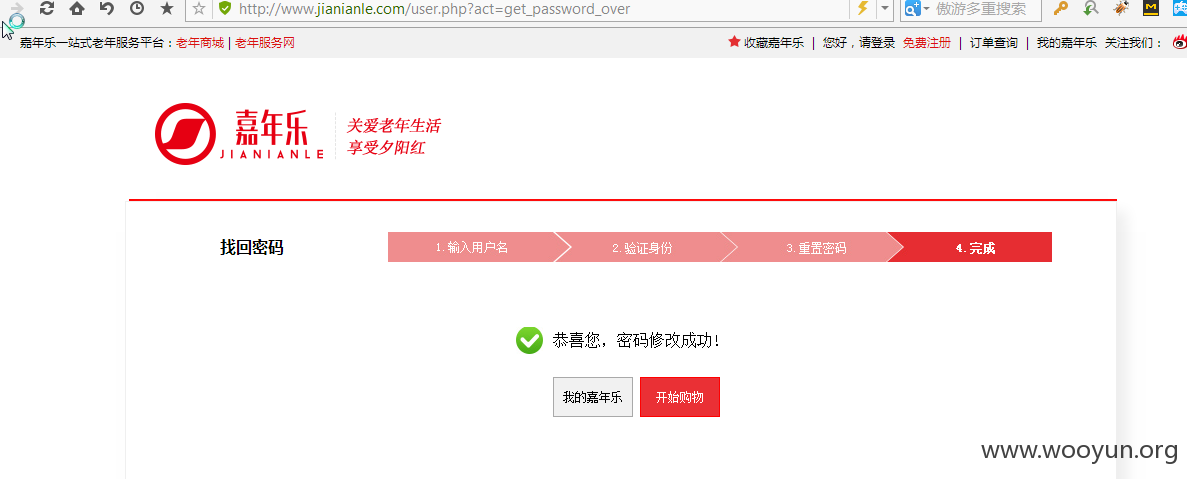 http://www.jianianle.com/user.php?act=get_password_over
傲游多重搜索
嘉年乐一站式老年服务平台：老年商城 | 老年服务网
收藏嘉年乐 | 您好，请登录 免费注册 | 订单查询 | 我的嘉年乐 关注我们：
嘉年乐
JIANIANLE
关爱老年生活
享受夕阳红
找回密码
1.输入用户名
2.验证身份
3.重置密码
4.完成
恭喜您，密码修改成功！
我的嘉年乐
开始购物
www.wooyun.org